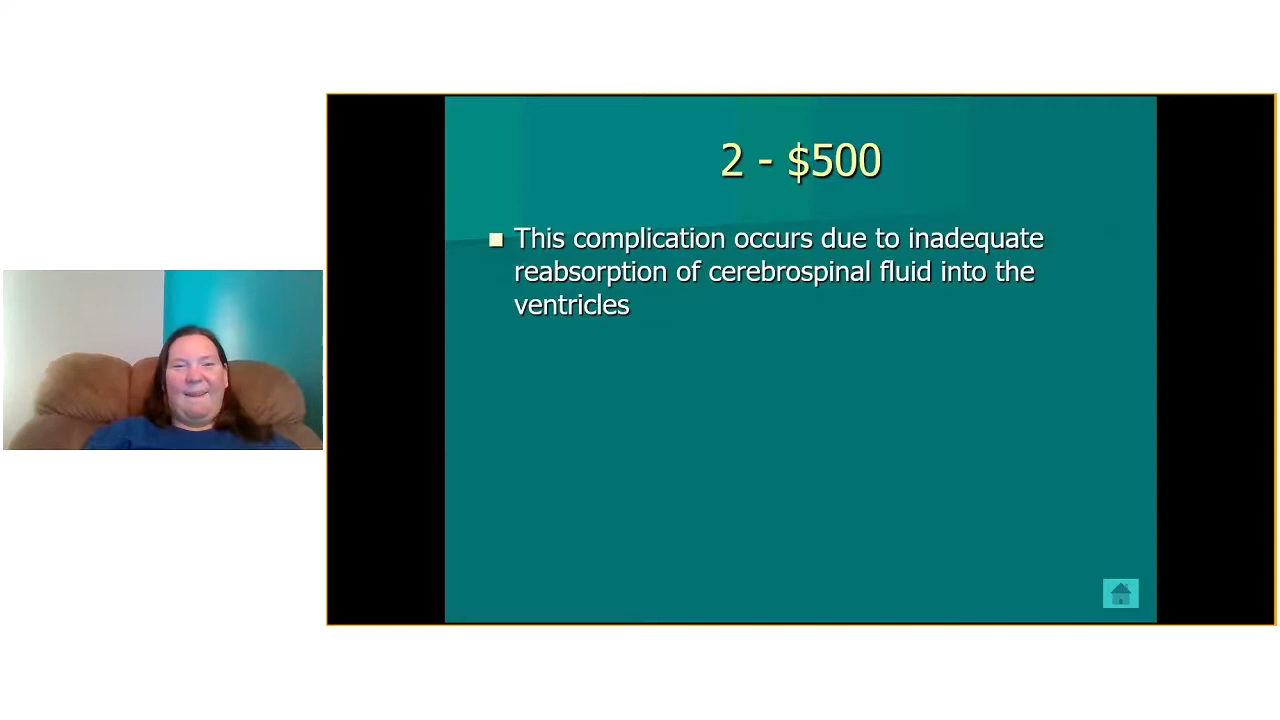 2 - $500
This complication occurs due to inadequate
reabsorption of cerebrospinal fluid into the
ventricles